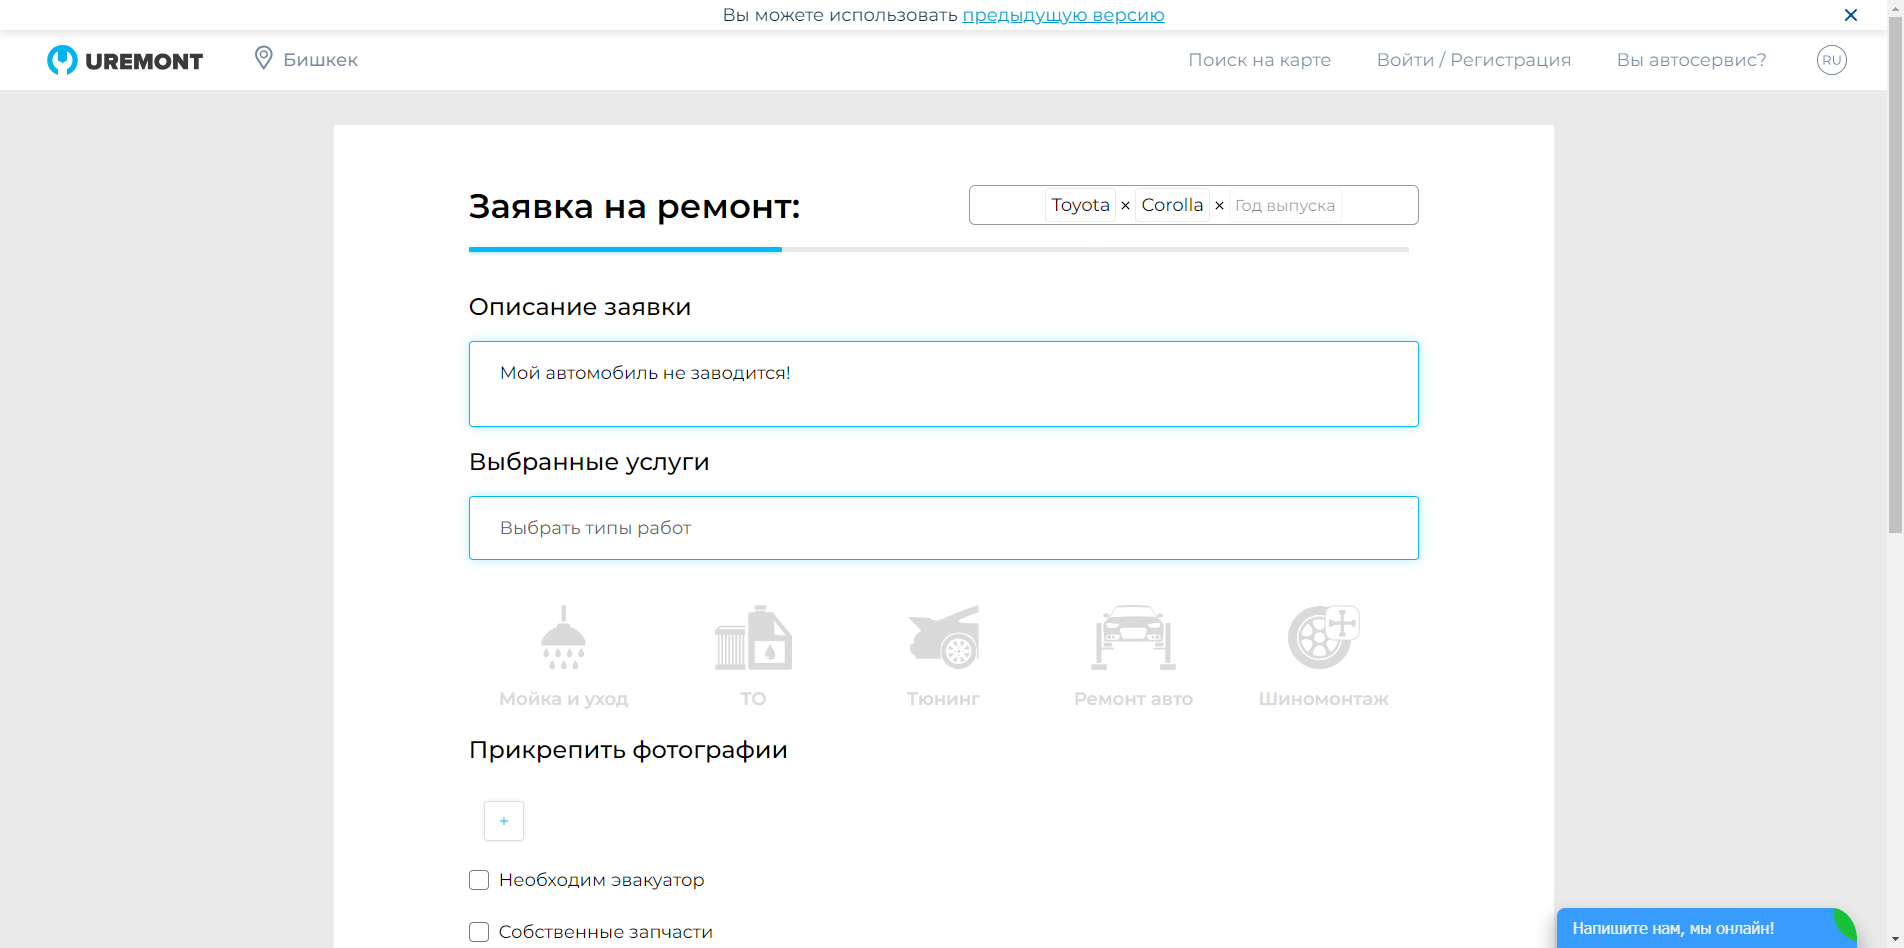 Вы можете использовать предыдущую версию ×
UREMONT Бишкек Поиск на карте Войти / Регистрация Вы автосервис? RU
Заявка на ремонт: Toyota × Corolla × Год выпуска
Описание заявки
Мой автомобиль не заводится!
Выбранные услуги
Выбрать типы работ
Мойка и уход ТО Тюнинг Ремонт авто Шиномонтаж
Прикрепить фотографии
+
Необходим эвакуатор
Собственные запчасти
Напишите нам, мы онлайн!